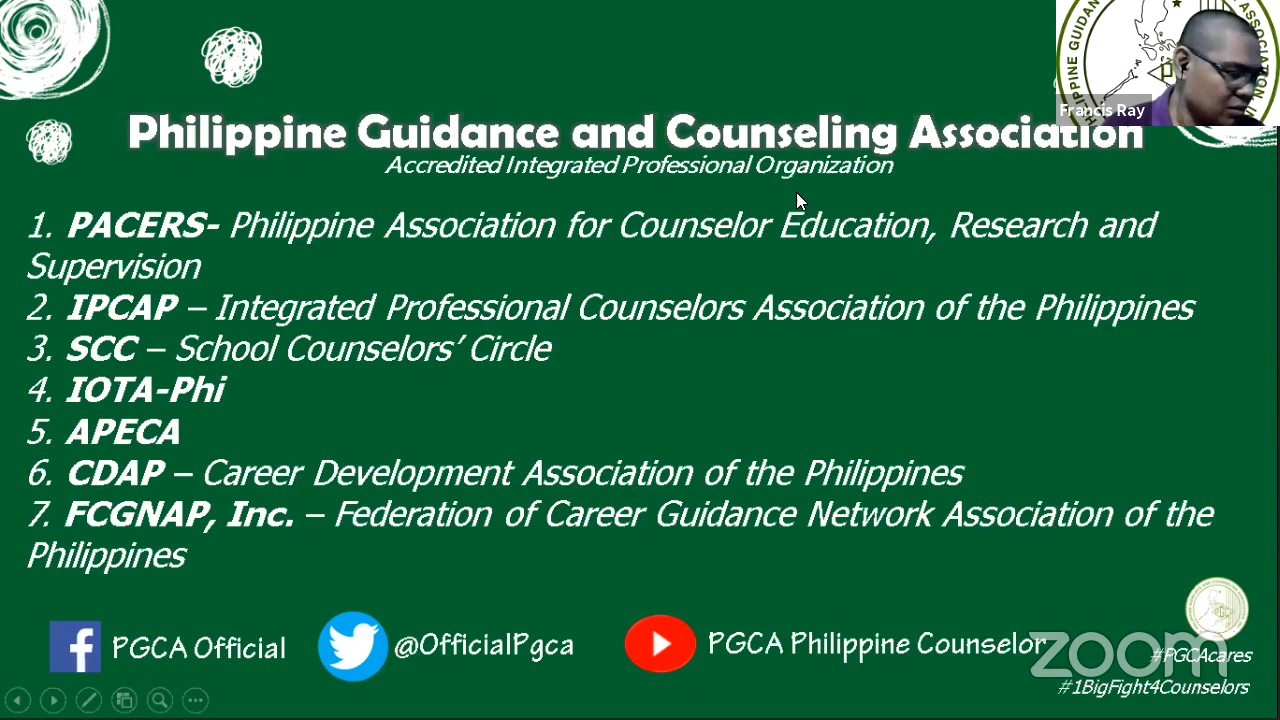 Philippine Guidance and Counseling Association
Accredited Integrated Professional Organization
Francis Ray
1. PACERS- Philippine Association for Counselor Education, Research and
Supervision
2. IPCAP – Integrated Professional Counselors Association of the Philippines
3. SCC – School Counselors’ Circle
4. IOTA-Phi
5. APECA
6. CDAP – Career Development Association of the Philippines
7. FCGNAP, Inc. – Federation of Career Guidance Network Association of the
Philippines
PGCA Official
@OfficialPgca
PGCA Philippine Counselor
zoom
#PGCAcares
#1BigFight4Counselors